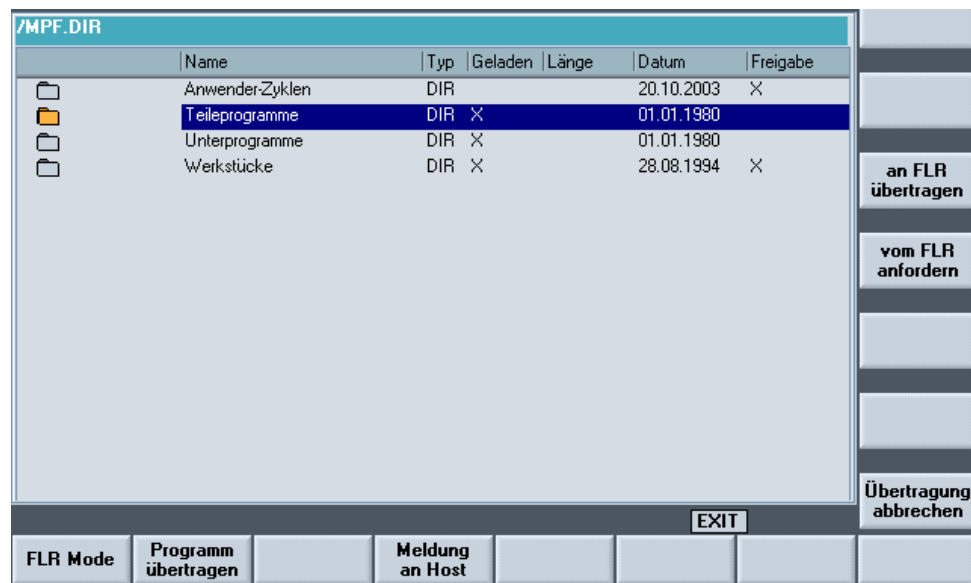 /MPF.DIR
Name Typ Geladen Länge Datum Freigabe
Anwender-Zyklen DIR 20.10.2003 X
Teileprogramme DIR X 01.01.1980
Unterprogramme DIR X 01.01.1980
Werkstücke DIR X 28.08.1994 X
an FLR
übertragen
vom FLR
anfordern
Übertragung
abbrechen
EXIT
FLR Mode
Programm
übertragen
Meldung
an Host